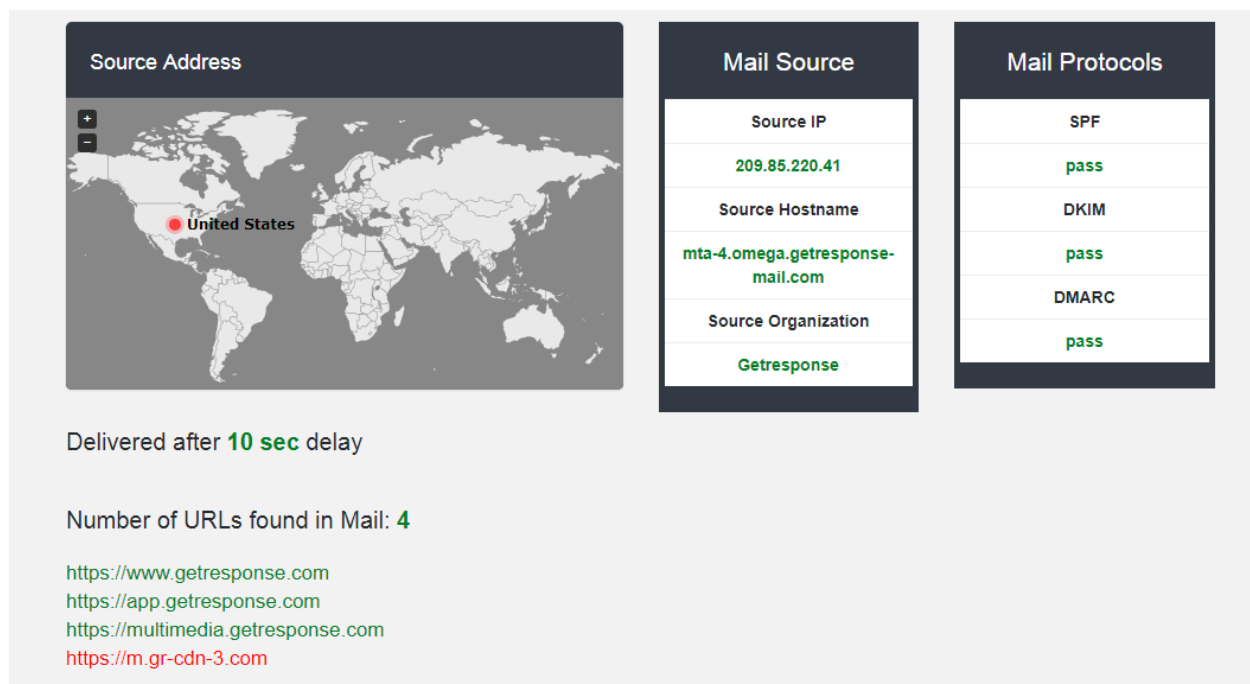 Source Address
+
−
United States
Mail Source
Source IP
209.85.220.41
Source Hostname
mta-4.omega.getresponse-
mail.com
Source Organization
Getresponse
Mail Protocols
SPF
pass
DKIM
pass
DMARC
pass
Delivered after 10 sec delay
Number of URLs found in Mail: 4
https://www.getresponse.com
https://app.getresponse.com
https://multimedia.getresponse.com
https://m.gr-cdn-3.com